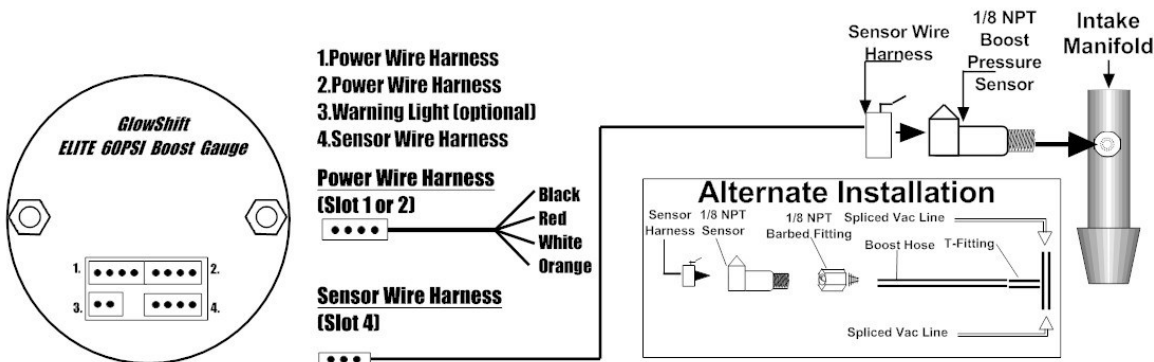 GlowShift
ELITE 60PSI Boost Gauge
1.
2.
3.
4.
1.Power Wire Harness
2.Power Wire Harness
3.Warning Light (optional)
4.Sensor Wire Harness
Power Wire Harness
(Slot 1 or 2)
Black
Red
White
Orange
Sensor Wire Harness
(Slot 4)
Sensor Wire
Harness
1/8 NPT
Boost
Pressure
Sensor
Intake
Manifold
Alternate Installation
Sensor
Harness
1/8 NPT
Sensor
1/8 NPT
Barbed Fitting
Spliced Vac Line
Boost Hose
T-Fitting
Spliced Vac Line